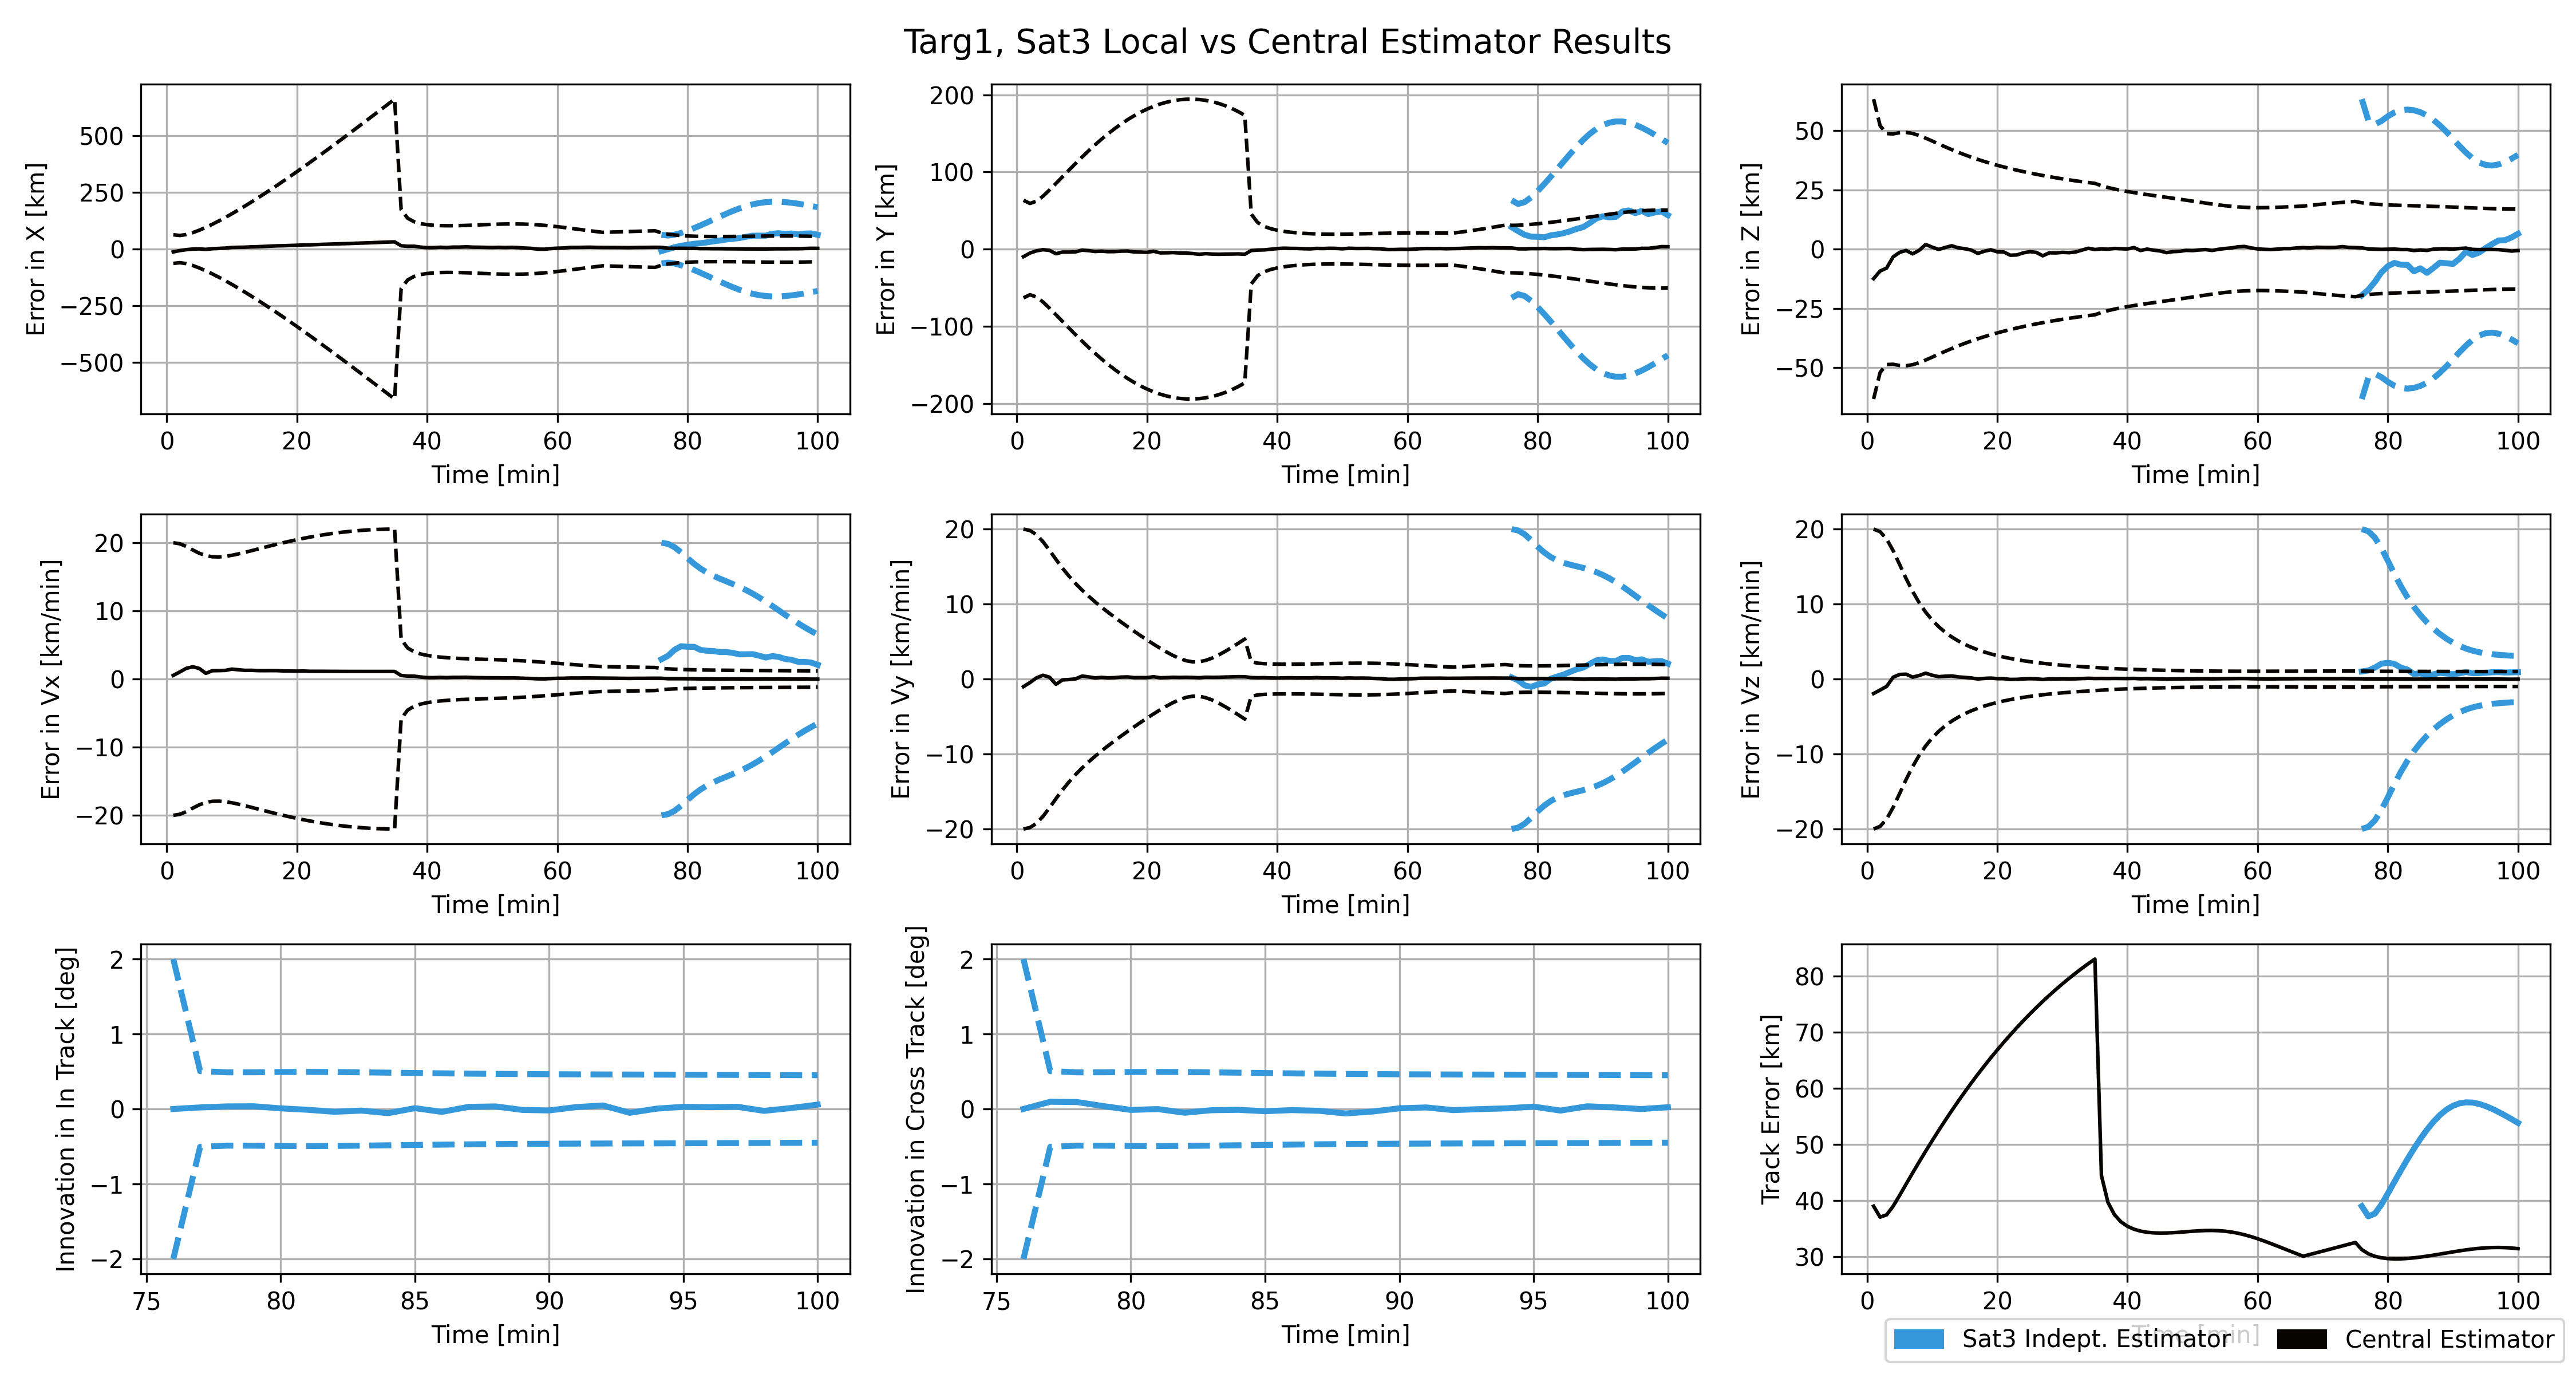 Targ1, Sat3 Local vs Central Estimator Results
Error in X [km]
500
250
0
−250
−500
0 20 40 60 80 100
Time [min]
Error in Y [km]
200
100
0
−100
−200
0 20 40 60 80 100
Time [min]
Error in Z [km]
50
25
0
−25
−50
0 20 40 60 80 100
Time [min]
Error in Vx [km/min]
20
10
0
−10
−20
0 20 40 60 80 100
Time [min]
Error in Vy [km/min]
20
10
0
−10
−20
0 20 40 60 80 100
Time [min]
Error in Vz [km/min]
20
10
0
−10
−20
0 20 40 60 80 100
Time [min]
Innovation in In Track [deg]
2
1
0
−1
−2
75 80 85 90 95 100
Time [min]
Innovation in Cross Track [deg]
2
1
0
−1
−2
75 80 85 90 95 100
Time [min]
Track Error [km]
80
70
60
50
40
30
0 20 40 60 80 100
Time [min]
Sat3 Indept. Estimator
Central Estimator